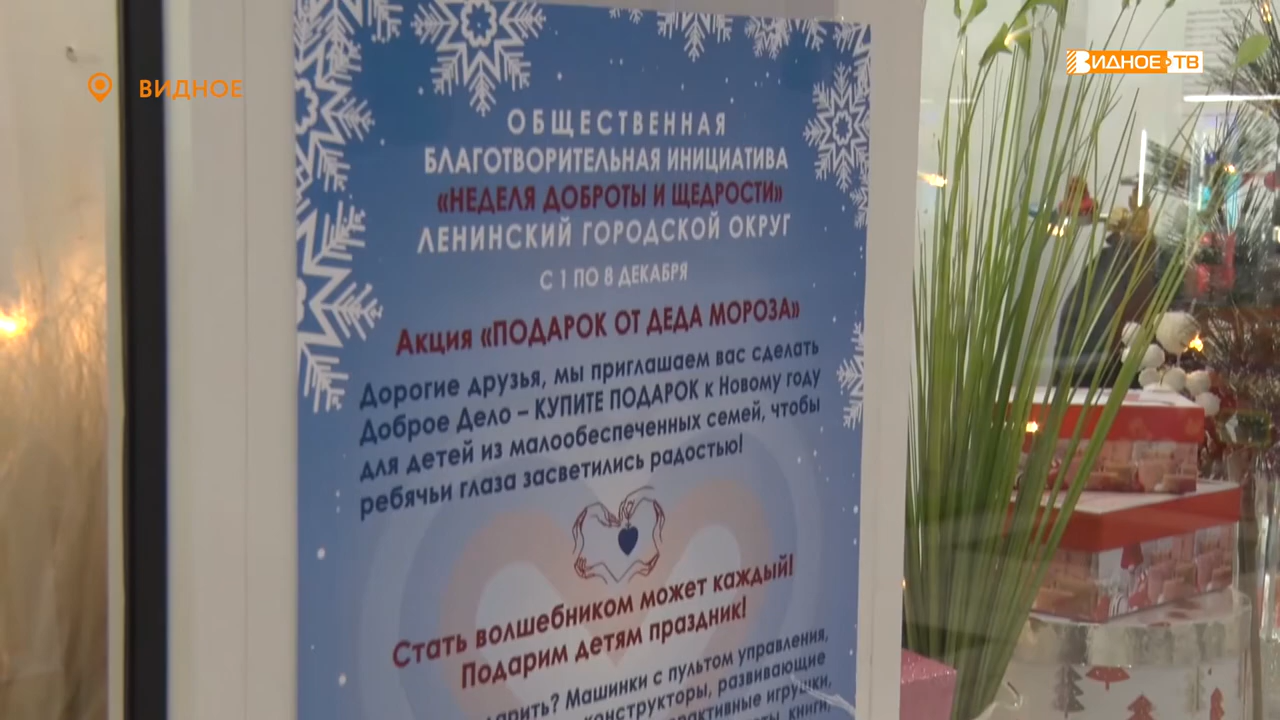 ВИДНОЕ
ВИДНОЕ ТВ
ОБЩЕСТВЕННАЯ
БЛАГОТВОРИТЕЛЬНАЯ ИНИЦИАТИВА
«НЕДЕЛЯ ДОБРОТЫ И ЩЕДРОСТИ»
ЛЕНИНСКИЙ ГОРОДСКОЙ ОКРУГ
С 1 ПО 8 ДЕКАБРЯ
Акция «ПОДАРОК ОТ ДЕДА МОРОЗА»
Дорогие друзья, мы приглашаем вас сделать
Доброе Дело – КУПИТЕ ПОДАРОК к Новому году
для детей из малообеспеченных семей, чтобы
ребячьи глаза засветились радостью!
Стать волшебником может каждый!
Подарим детям праздник!
Машинки с пультом управления,
конструкторы, развивающие
игрушки,
книги,